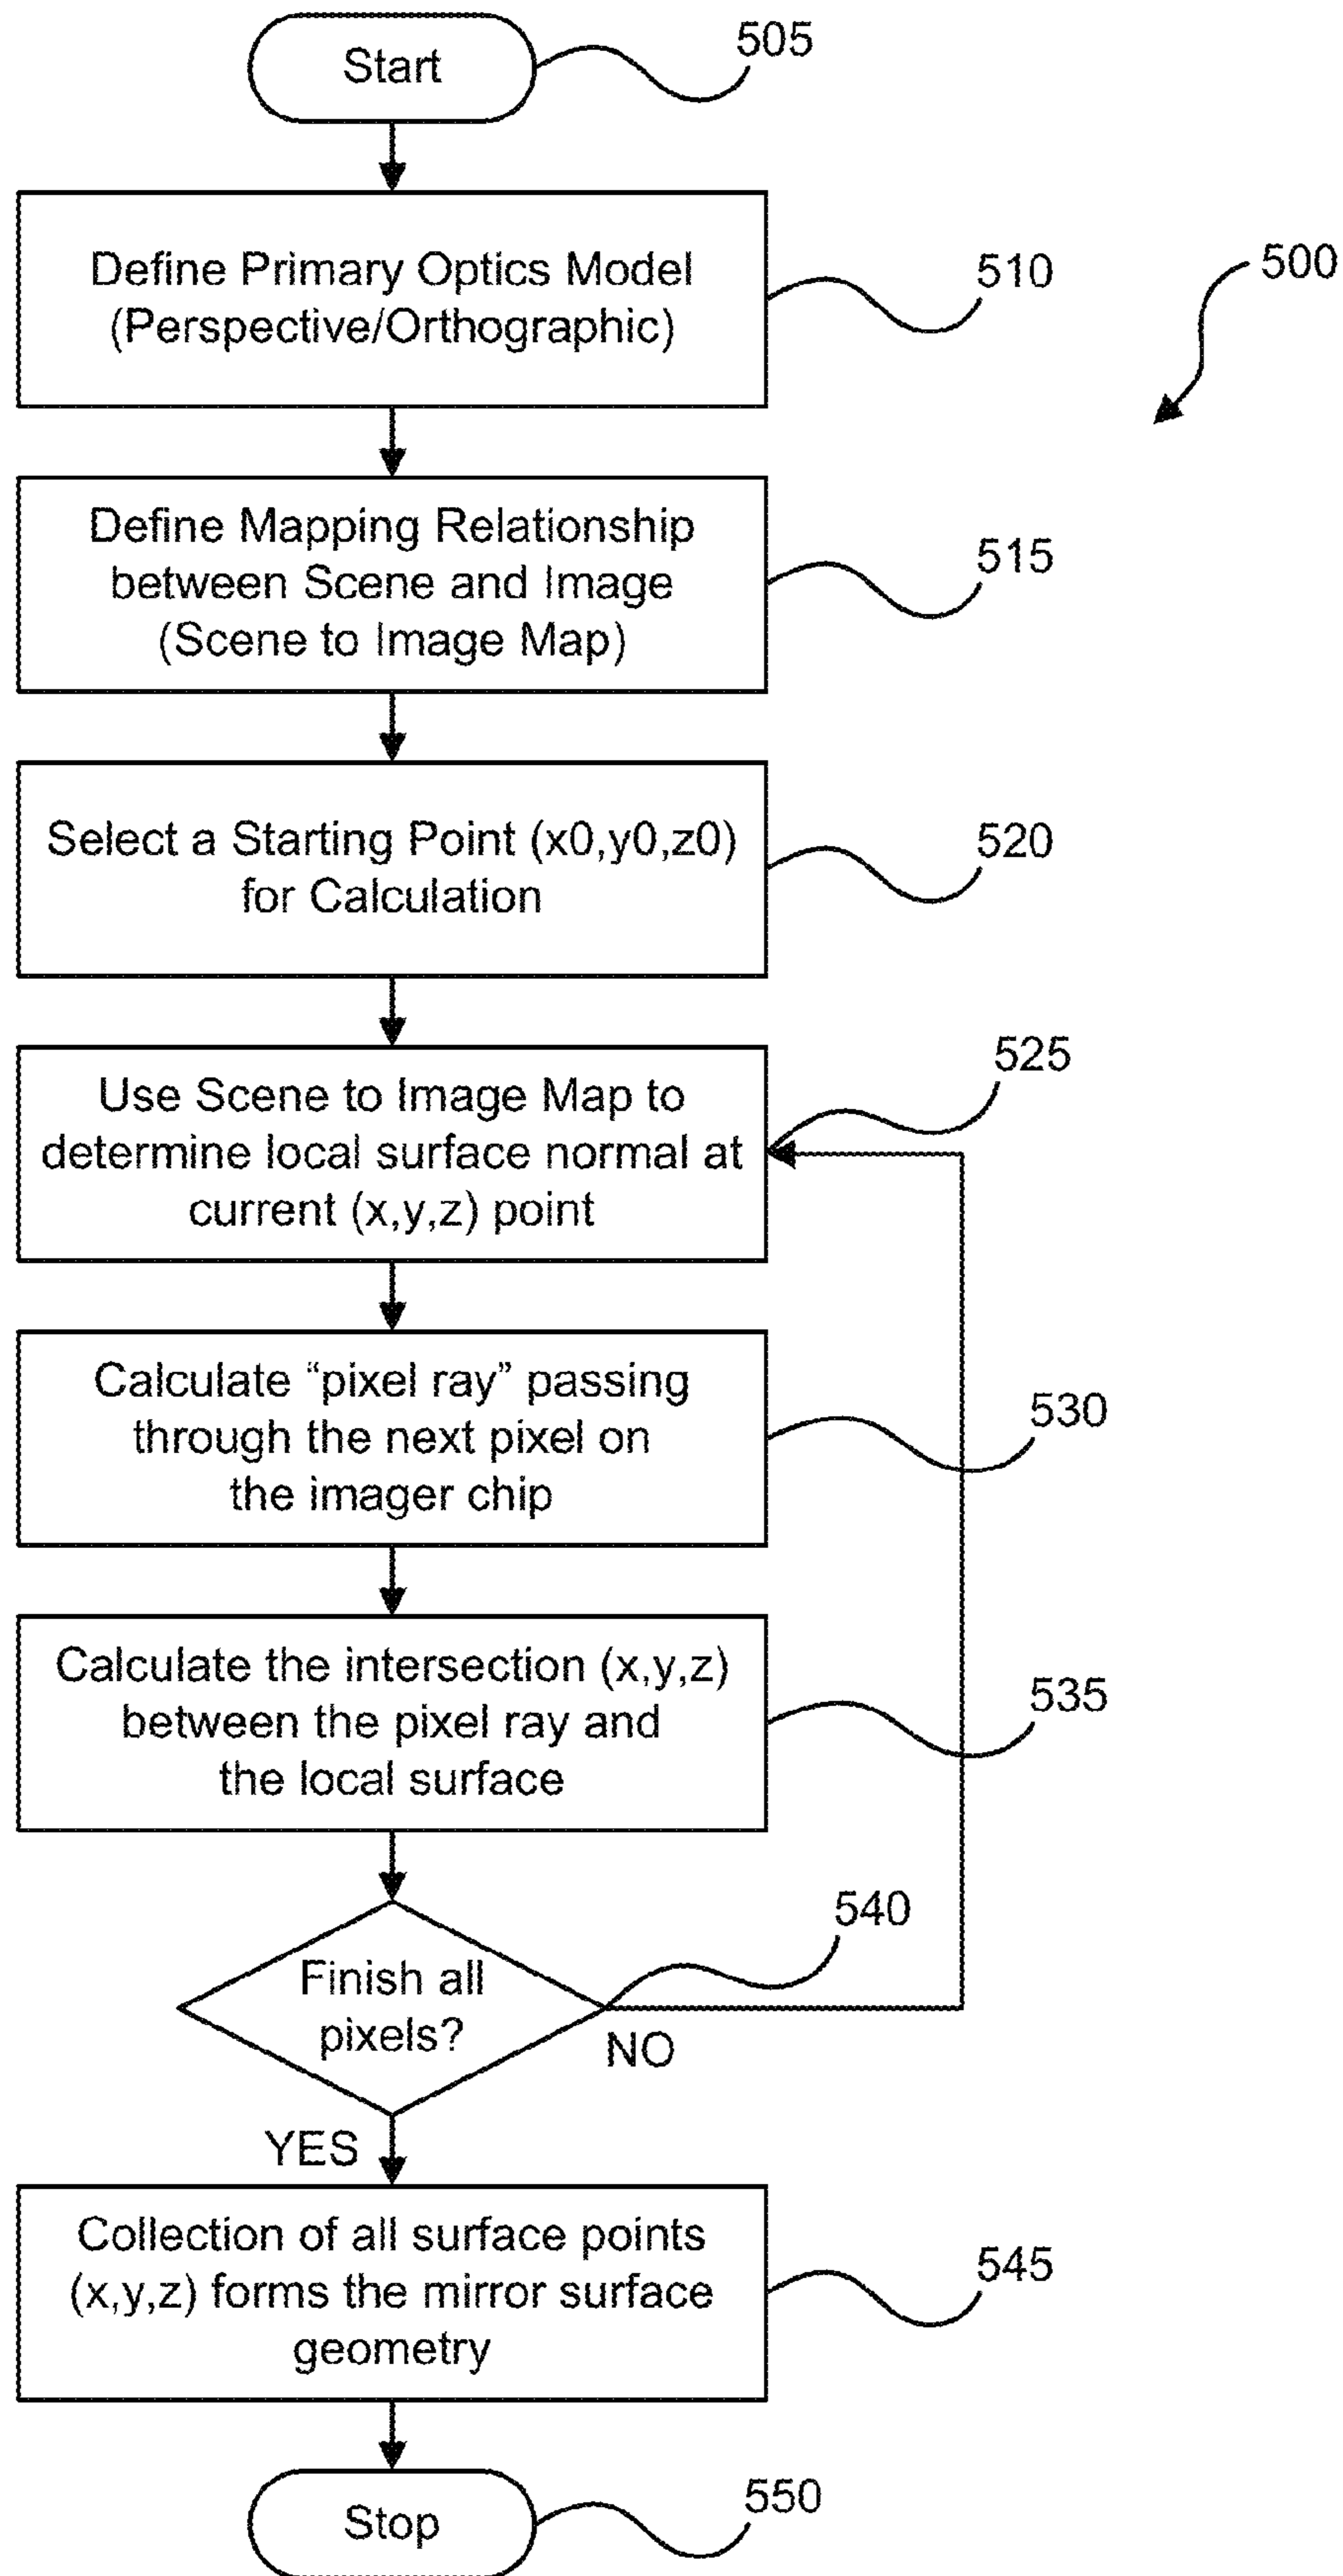 Start
505
Define Primary Optics Model
(Perspective/Orthographic)
510
500
Define Mapping Relationship
between Scene and Image
(Scene to Image Map)
515
Select a Starting Point (x0,y0,z0)
for Calculation
520
Use Scene to Image Map to
determine local surface normal at
current (x,y,z) point
525
Calculate “pixel ray” passing
through the next pixel on
the imager chip
530
Calculate the intersection (x,y,z)
between the pixel ray and
the local surface
535
Finish all
pixels?
540
NO
YES
Collection of all surface points
(x,y,z) forms the mirror surface
geometry
545
Stop
550